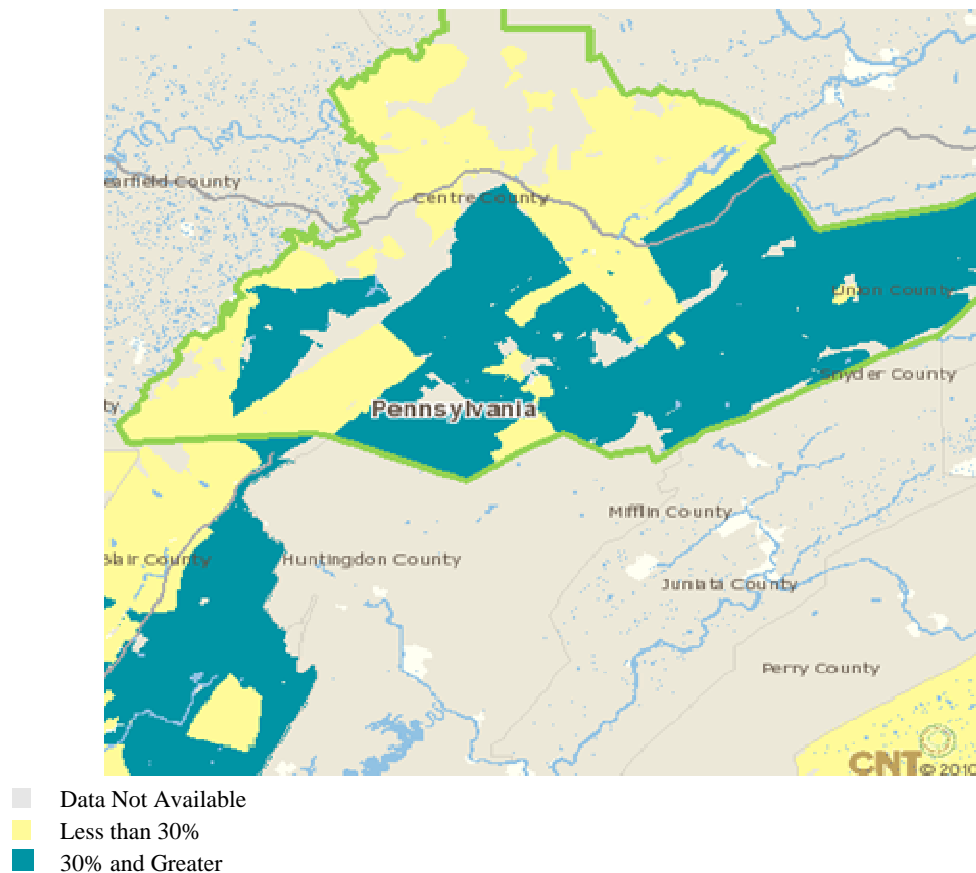 earfield County
Centre County
Union County
Snyder County
ty
Pennsylvania
Mifflin County
Blair County
Huntingdon County
Juniata County
Perry County
CNT © 2010
Data Not Available
Less than 30%
30% and Greater